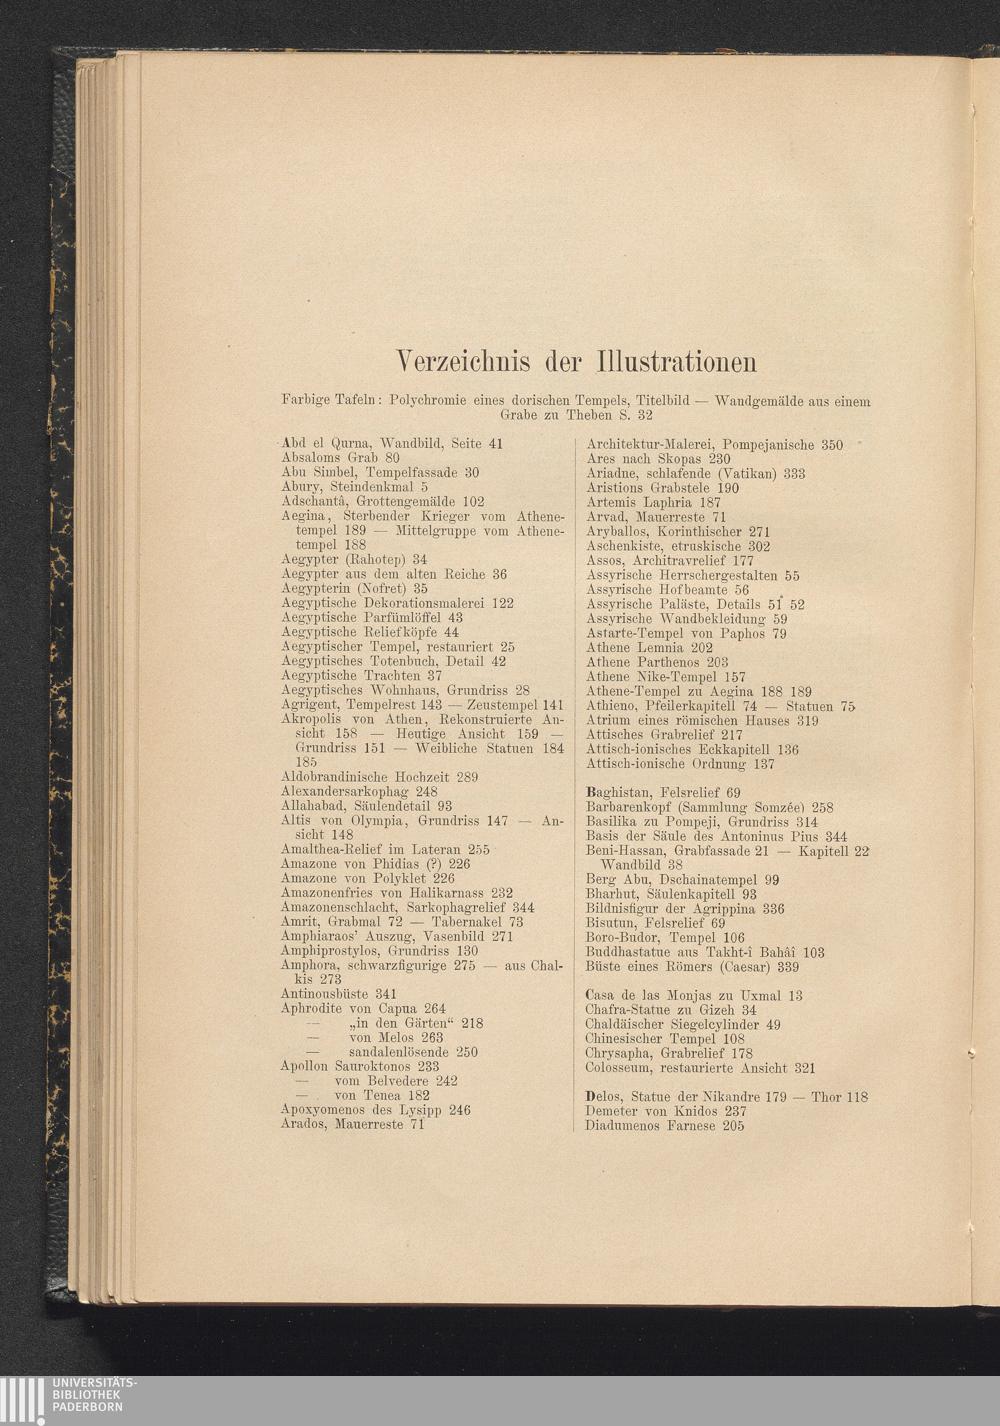 Verzeichnis der Illustrationen
Farbige Tafeln: Polychromie eines dorischen Tempels, Titelbild — Wandgemälde aus einem
Grabe zu Theben S. 32
Abd el Qurna, Wandbild, Seite 41
Absaloms Grab 80
Abu Simbel, Tempelfassade 30
Abury, Steindenkmal 5
Adschantâ, Grottengemälde 102
Aegina, Sterbender Krieger vom Athene-
tempel 189 — Mittelgruppe vom Athene-
tempel 188
Aegypter (Rahotep) 34
Aegypter aus dem alten Reiche 36
Aegypterin (Nofret) 35
Aegyptische Dekorationsmalerei 122
Aegyptische Parfümlöffel 43
Aegyptische Reliefköpfe 44
Aegyptischer Tempel, restauriert 25
Aegyptisches Totenbuch, Detail 42
Aegyptische Trachten 37
Aegyptisches Wohnhaus, Grundriss 28
Agrigent, Tempelrest 143 — Zeustempel 141
Akropolis von Athen, Rekonstruierte An-
sicht 158 — Heutige Ansicht 159 —
Grundriss 151 — Weibliche Statuen 184
185
Aldobrandinische Hochzeit 289
Alexandersarkophag 248
Allahabad, Säulendetail 93
Altis von Olympia, Grundriss 147 — An-
sicht 148
Amalthea-Relief im Lateran 255
Amazone von Phidias (?) 226
Amazone von Polyklet 226
Amazonenfries von Halikarnass 232
Amazonenschlacht, Sarkophagrelief 344
Amrit, Grabmal 72 — Tabernakel 73
Amphiaraos' Auszug, Vasenbild 271
Amphiprostylos, Grundriss 130
Amphora, schwarzfigurige 275 — aus Chal-
kis 273
Antinousbüste 341
Aphrodite von Capua 264
— „in den Gärten“ 218
— von Melos 263
— sandalenlösende 250
Apollon Sauroktonos 233
— vom Belvedere 242
— von Tenea 182
Apoxyomenos des Lysipp 246
Arados, Mauerreste 71
Architektur-Malerei, Pompejanische 350
Ares nach Skopas 230
Ariadne, schlafende (Vatikan) 333
Aristions Grabstele 190
Artemis Laphria 187
Arvad, Mauerreste 71
Aryballos, Korinthischer 271
Aschenkiste, etruskische 302
Assos, Architravrelief 177
Assyrische Herrschergestalten 55
Assyrische Hofbeamte 56
Assyrische Paläste, Details 51 52
Assyrische Wandbekleidung 59
Astarte-Tempel von Paphos 79
Athene Lemnia 202
Athene Parthenos 203
Athene Nike-Tempel 157
Athene-Tempel zu Aegina 188 189
Athieno, Pfeilerkapitell 74 — Statuen 75
Atrium eines römischen Hauses 319
Attisches Grabrelief 217
Attisch-ionisches Eckkapitell 136
Attisch-ionische Ordnung 137
Baghistan, Felsrelief 69
Barbarenkopf (Sammlung Somzée) 258
Basilika zu Pompeji, Grundriss 314
Basis der Säule des Antoninus Pius 344
Beni-Hassan, Grabfassade 21 — Kapitell 22
Wandbild 38
Berg Abu, Dschainatempel 99
Bharhut, Säulenkapitell 93
Bildnisfigur der Agrippina 336
Bisutun, Felsrelief 69
Boro-Budor, Tempel 106
Buddhastatue aus Takht-î Bahâî 103
Büste eines Römers (Caesar) 339
Casa de las Monjas zu Uxmal 13
Chafra-Statue zu Gizeh 34
Chaldäischer Siegelcylinder 49
Chinesischer Tempel 108
Chrysapha, Grabrelief 178
Colosseum, restaurierte Ansicht 321
Delos, Statue der Nikandre 179 — Thor 118
Demeter von Knidos 237
Diadumenos Farnese 205
UNIVERSITÄTS-
BIBLIOTHEK
PADERBORN